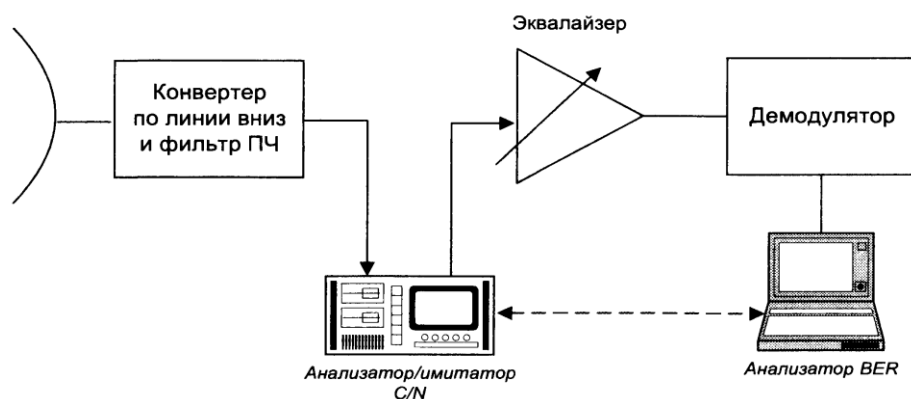 Эквалайзер
Конвертер
по линии вниз
и фильтр ПЧ
Демодулятор
Анализатор/имитатор
C/N
Анализатор BER